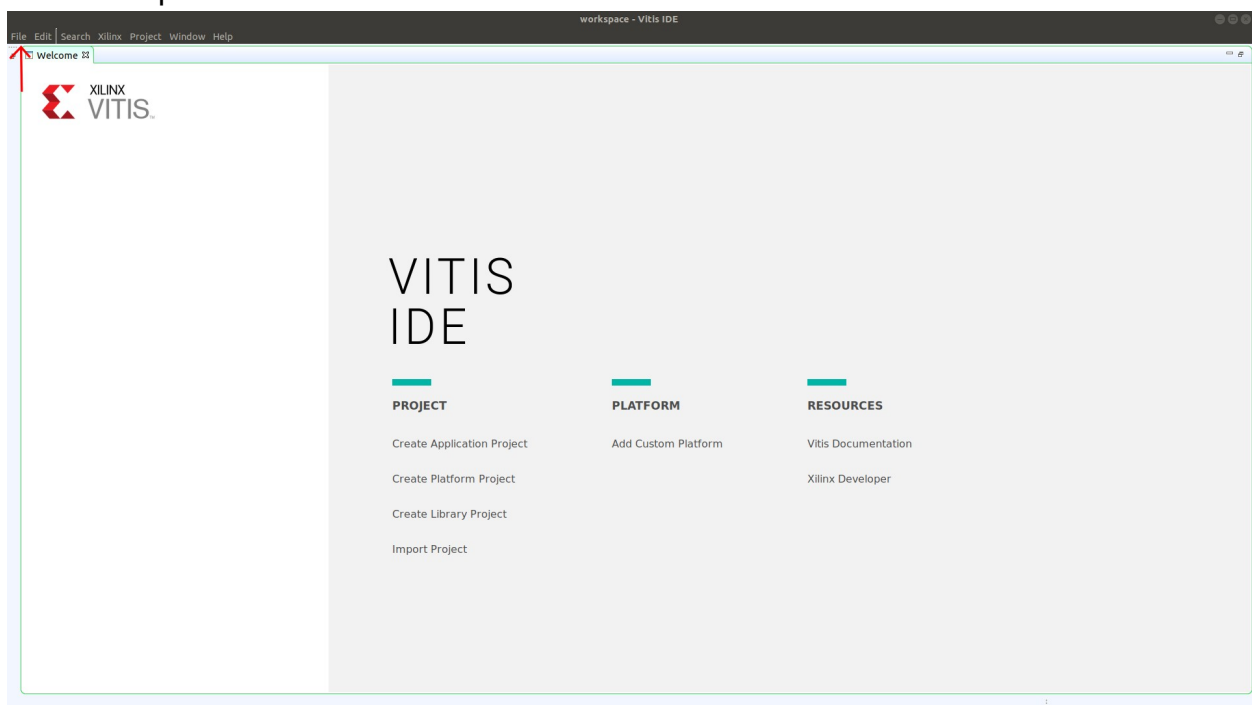 workspace - Vitis IDE
File Edit Search Xilinx Project Window Help
Welcome
XILINX
VITIS™
VITIS
IDE
PROJECT PLATFORM RESOURCES
Create Application Project Add Custom Platform Vitis Documentation
Create Platform Project Xilinx Developer
Create Library Project
Import Project